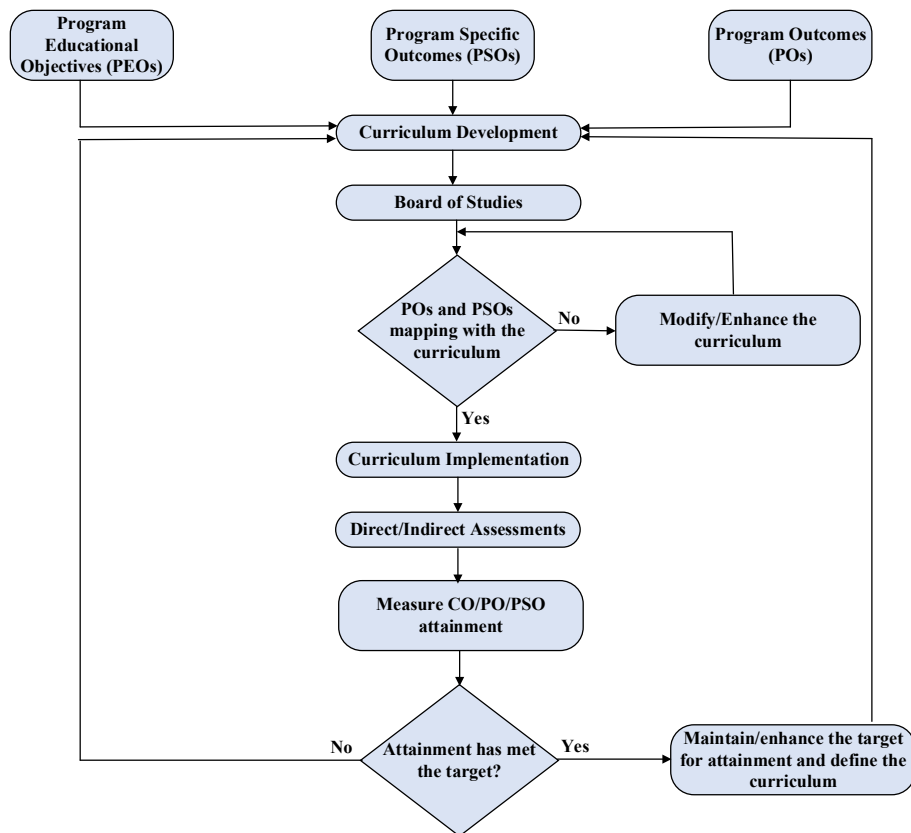 Program
Educational
Objectives (PEOs)
Program Specific
Outcomes (PSOs)
Program Outcomes
(POs)
Curriculum Development
Board of Studies
POs and PSOs
mapping with the
curriculum
No
Modify/Enhance the
curriculum
Yes
Curriculum Implementation
Direct/Indirect Assessments
Measure CO/PO/PSO
attainment
No
Attainment has met
the target?
Yes
Maintain/enhance the target
for attainment and define the
curriculum